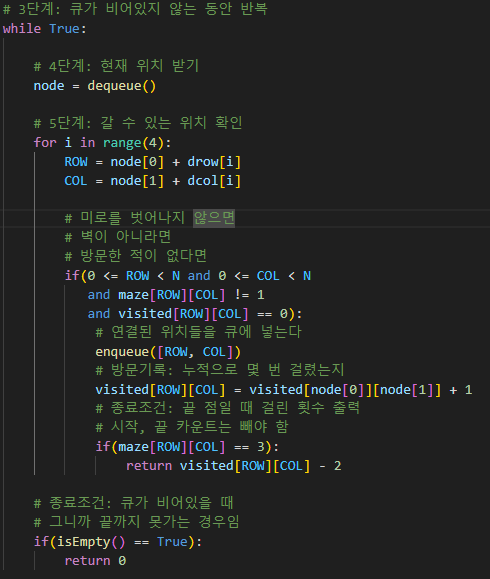 # 3단계: 큐가 비어있지 않는 동안 반복
while True:
# 4단계: 현재 위치 받기
node = dequeue()
# 5단계: 갈 수 있는 위치 확인
for i in range(4):
ROW = node[0] + drow[i]
COL = node[1] + dcol[i]
# 미로를 벗어나지 않으면
# 벽이 아니라면
# 방문한 적이 없다면
if(0 <= ROW < N and 0 <= COL < N
and maze[ROW][COL] != 1
and visited[ROW][COL] == 0):
# 연결된 위치들을 큐에 넣는다
enqueue([ROW, COL])
# 방문기록: 누적으로 몇 번 걸렸는지
visited[ROW][COL] = visited[node[0]][node[1]] + 1
# 종료조건: 끝 점일 때 걸린 횟수 출력
# 시작, 끝 카운트는 빼야 함
if(maze[ROW][COL] == 3):
return visited[ROW][COL] - 2
# 종료조건: 큐가 비어있을 때
# 그니까 끝까지 못가는 경우임
if(isEmpty() == True):
return 0